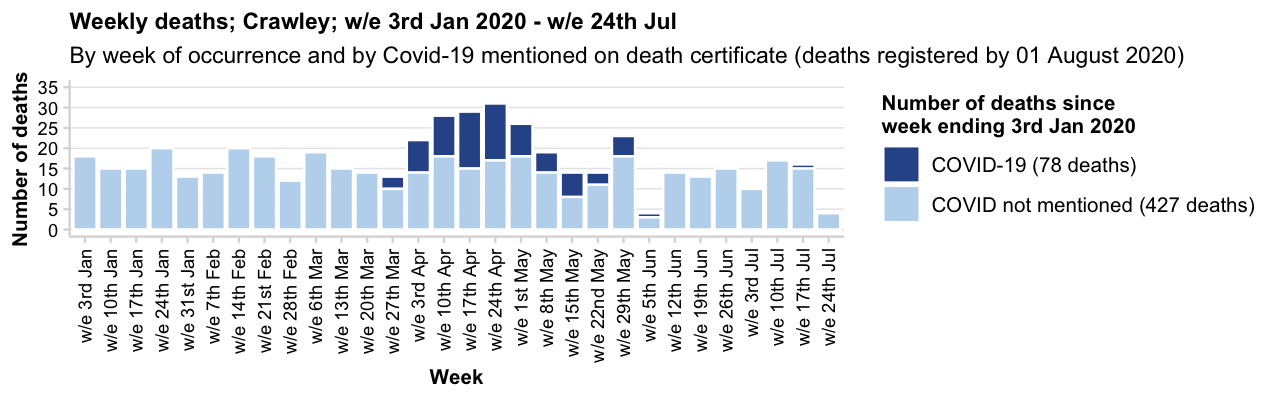 Weekly deaths; Crawley; w/e 3rd Jan 2020 - w/e 24th Jul
By week of occurrence and by Covid-19 mentioned on death certificate (deaths registered by 01 August 2020)
Number of deaths
35
30
25
20
15
10
5
0
w/e 3rd Jan
w/e 10th Jan
w/e 17th Jan
w/e 24th Jan
w/e 31st Jan
w/e 7th Feb
w/e 14th Feb
w/e 21st Feb
w/e 28th Feb
w/e 6th Mar
w/e 13th Mar
w/e 20th Mar
w/e 27th Mar
w/e 3rd Apr
w/e 10th Apr
w/e 17th Apr
w/e 24th Apr
w/e 1st May
w/e 8th May
w/e 15th May
w/e 22nd May
w/e 29th May
w/e 5th Jun
w/e 12th Jun
w/e 19th Jun
w/e 26th Jun
w/e 3rd Jul
w/e 10th Jul
w/e 17th Jul
w/e 24th Jul
Week
Number of deaths since
week ending 3rd Jan 2020
COVID-19 (78 deaths)
COVID not mentioned (427 deaths)